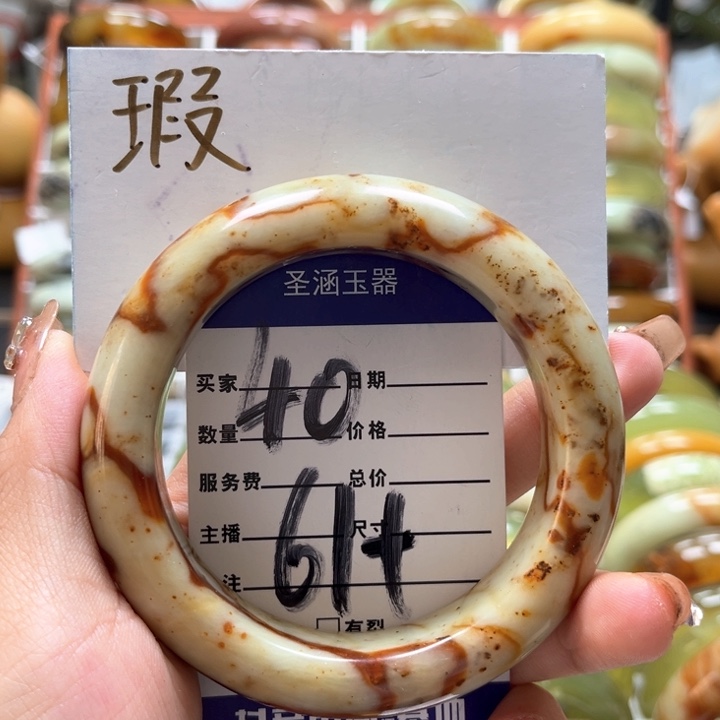 瑕
圣涵玉器
买家 40 日期
数量 价格
服务费 总价
主播 61+ 尺寸
注
□有裂